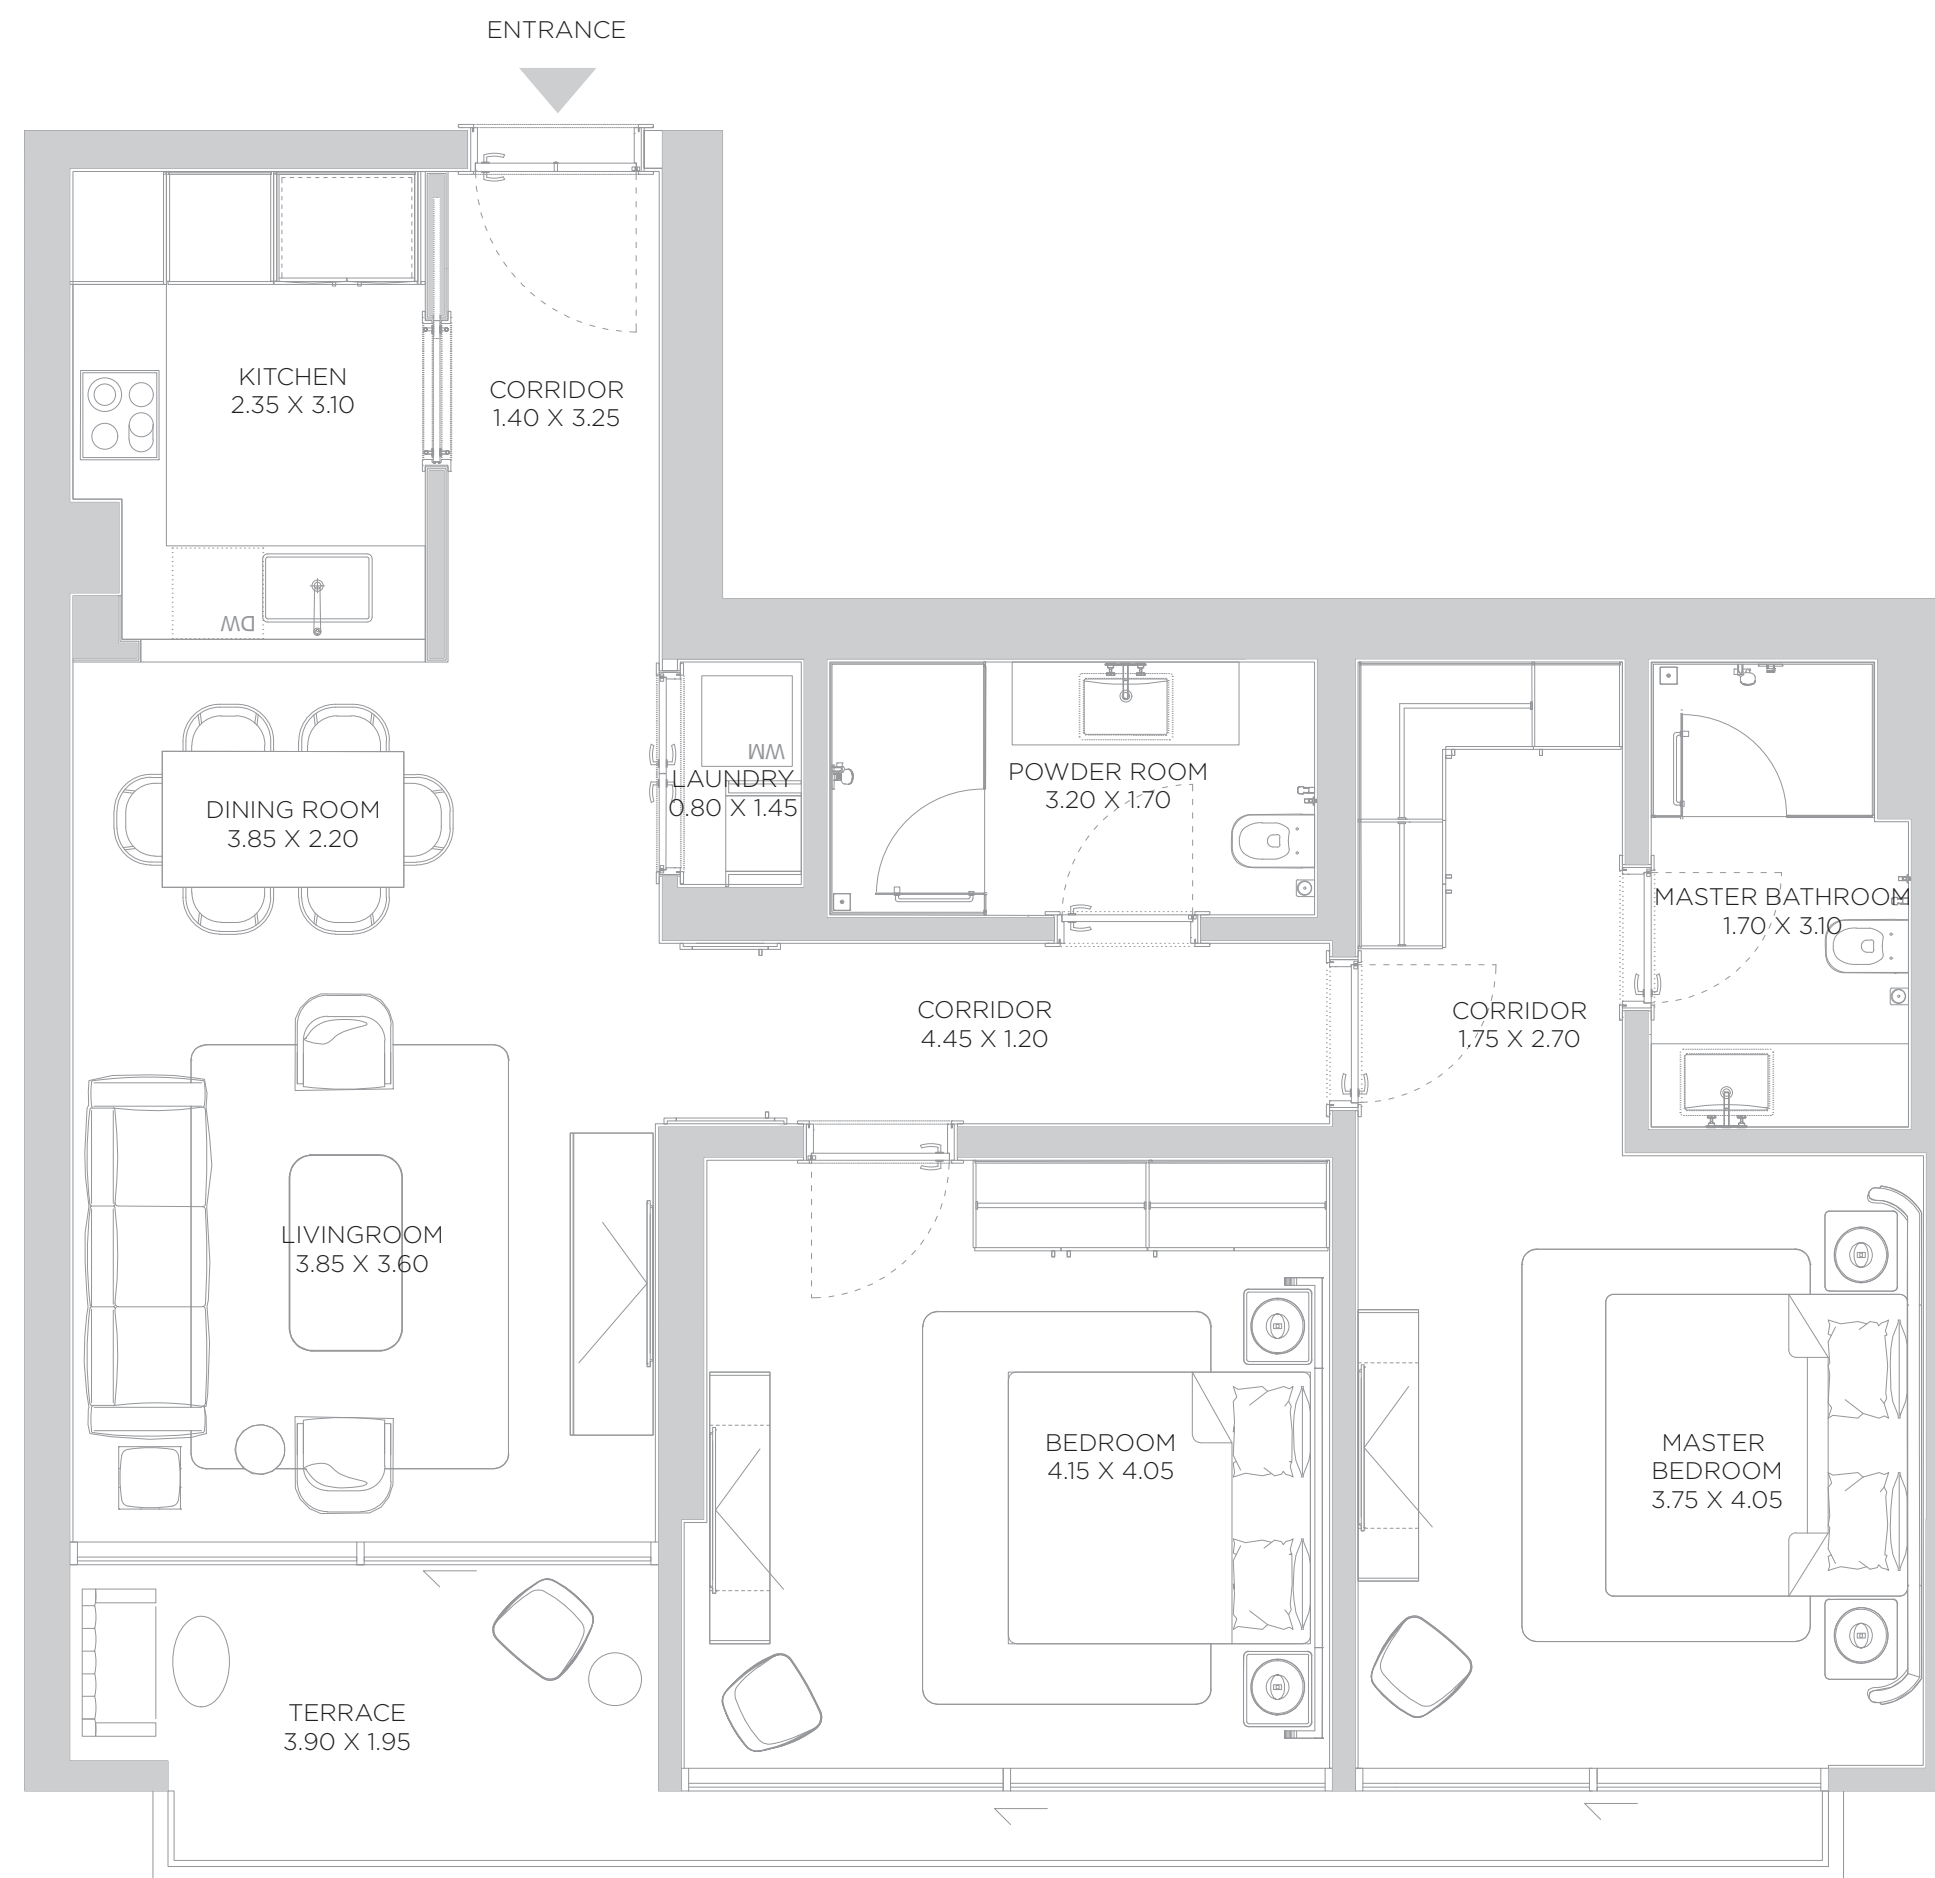 ENTRANCE
KITCHEN
2.35 X 3.10
CORRIDOR
1.40 X 3.25
DW
WM
LAUNDRY
0.80 X 1.45
POWDER ROOM
3.20 X 1.70
DINING ROOM
3.85 X 2.20
MASTER BATHROOM
1.70 X 3.10
CORRIDOR
4.45 X 1.20
CORRIDOR
1.75 X 2.70
LIVINGROOM
3.85 X 3.60
BEDROOM
4.15 X 4.05
MASTER
BEDROOM
3.75 X 4.05
TERRACE
3.90 X 1.95